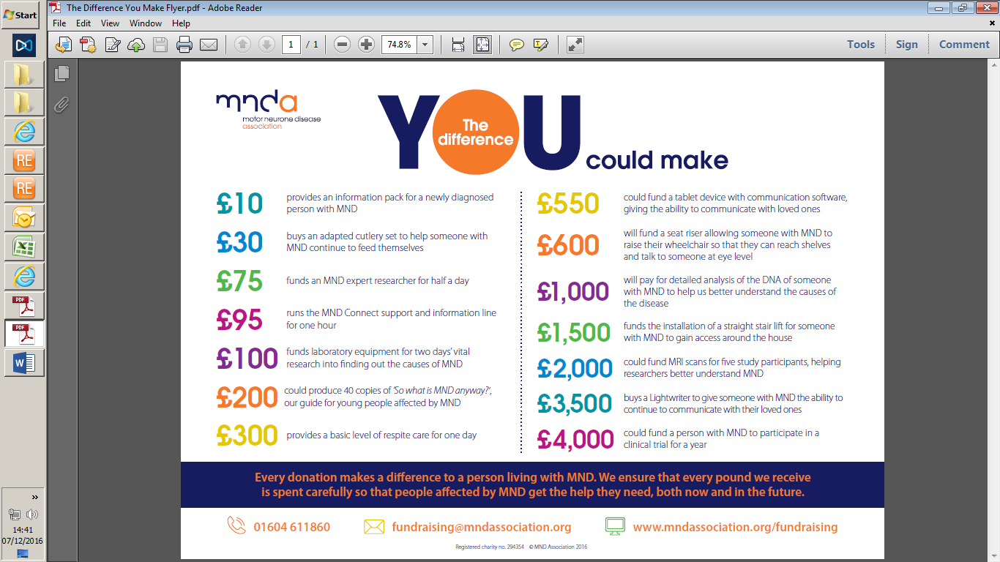 The Difference You Make Flyer.pdf - Adobe Reader
Start
File Edit View Window Help
1 / 1
74.8%
Tools Sign Comment
mnda
motor neurone disease
association
YOU
The
difference
could make
£10
provides an information pack for a newly diagnosed
person with MND
£30
buys an adapted cutlery set to help someone with
MND continue to feed themselves
£75
funds an MND expert researcher for half a day
£95
runs the MND Connect support and information line
for one hour
£100
funds laboratory equipment for two days' vital
research into finding out the causes of MND
£200
could produce 40 copies of 'So what is MND anyway?',
our guide for young people affected by MND
£300
provides a basic level of respite care for one day
£550
could fund a tablet device with communication software,
giving the ability to communicate with loved ones
£600
will fund a seat riser allowing someone with MND to
raise their wheelchair so that they can reach shelves
and talk to someone at eye level
£1,000
will pay for detailed analysis of the DNA of someone
with MND to help us better understand the causes of
the disease
£1,500
funds the installation of a straight stair lift for someone
with MND to gain access around the house
£2,000
could fund MRI scans for five study participants, helping
researchers better understand MND
£3,500
buys a Lightwriter to give someone with MND the ability to
continue to communicate with their loved ones
£4,000
could fund a person with MND to participate in a
clinical trial for a year
Every donation makes a difference to a person living with MND. We ensure that every pound we receive
is spent carefully so that people affected by MND get the help they need, both now and in the future.
01604 611860
fundraising@mndassociation.org
www.mndassociation.org/fundraising
Registered charity no. 294354 © MND Association 2016
RE
RE
PDF
PDF
»
14:41
07/12/2016